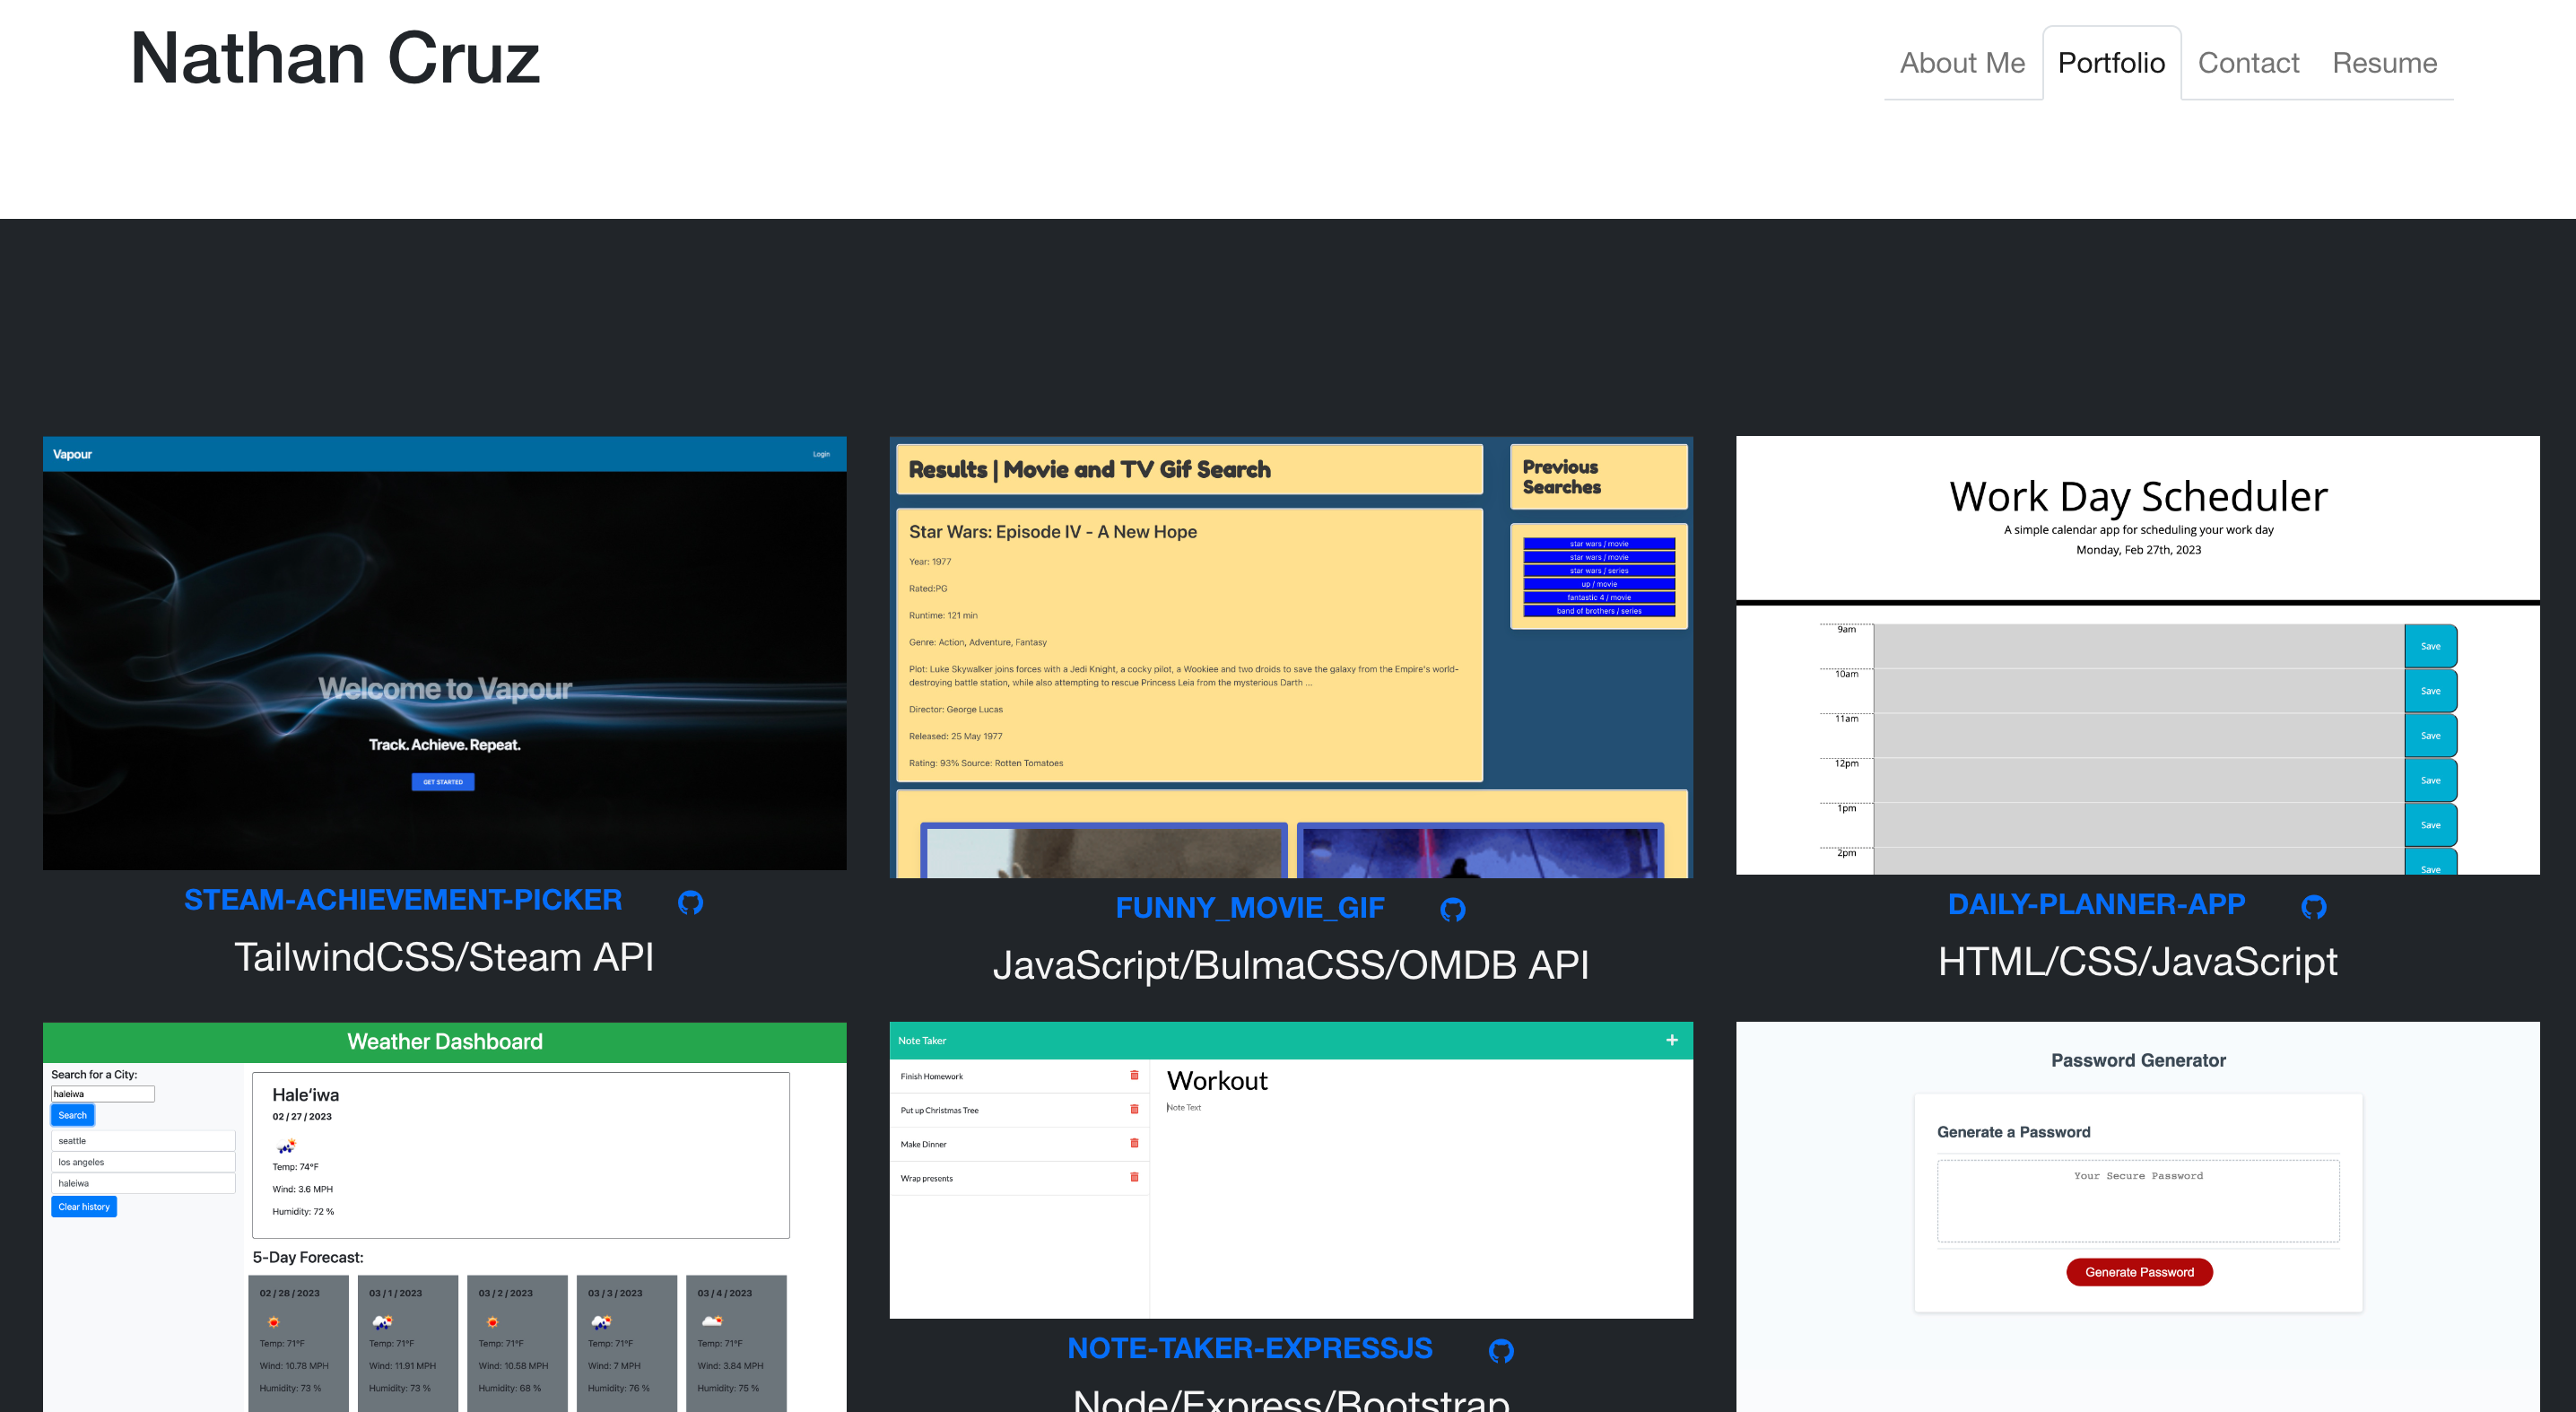 Nathan Cruz
About Me Portfolio Contact Resume
Vapour Login
Welcome to Vapour
Track. Achieve. Repeat.
GET STARTED
STEAM-ACHIEVEMENT-PICKER
TailwindCSS/Steam API
Results | Movie and TV Gif Search
Star Wars: Episode IV - A New Hope
Year: 1977
Rated:PG
Runtime: 121 min
Genre: Action, Adventure, Fantasy
Plot: Luke Skywalker joins forces with a Jedi Knight, a cocky pilot, a Wookiee and two droids to save the galaxy from the Empire's world-
destroying battle station, while also attempting to rescue Princess Leia from the mysterious Darth ...
Director: George Lucas
Released: 25 May 1977
Rating: 93% Source: Rotten Tomatoes
Previous
Searches
star wars / movie
star wars / movie
star wars / series
up / movie
fantastic 4 / movie
band of brothers / series
FUNNY_MOVIE_GIF
JavaScript/BulmaCSS/OMDB API
Work Day Scheduler
A simple calendar app for scheduling your work day
Monday, Feb 27th, 2023
9am Save
10am Save
11am Save
12pm Save
1pm Save
2pm Save
DAILY-PLANNER-APP
HTML/CSS/JavaScript
Weather Dashboard
Search for a City:
haleiwa
Search
seattle
los angeles
haleiwa
Clear history
Hale‘iwa
02 / 27 / 2023
Temp: 74°F
Wind: 3.6 MPH
Humidity: 72 %
5-Day Forecast:
02 / 28 / 2023 03 / 1 / 2023 03 / 2 / 2023 03 / 3 / 2023 03 / 4 / 2023
Temp: 71°F Temp: 71°F Temp: 71°F Temp: 71°F Temp: 71°F
Wind: 10.78 MPH Wind: 11.91 MPH Wind: 10.58 MPH Wind: 7 MPH Wind: 3.84 MPH
Humidity: 73 % Humidity: 73 % Humidity: 68 % Humidity: 76 % Humidity: 75 %
Note Taker +
Finish Homework
Put up Christmas Tree
Make Dinner
Wrap presents
Workout
Note Text
NOTE-TAKER-EXPRESSJS
Node/Express/Bootstrap
Password Generator
Generate a Password
Your Secure Password
Generate Password